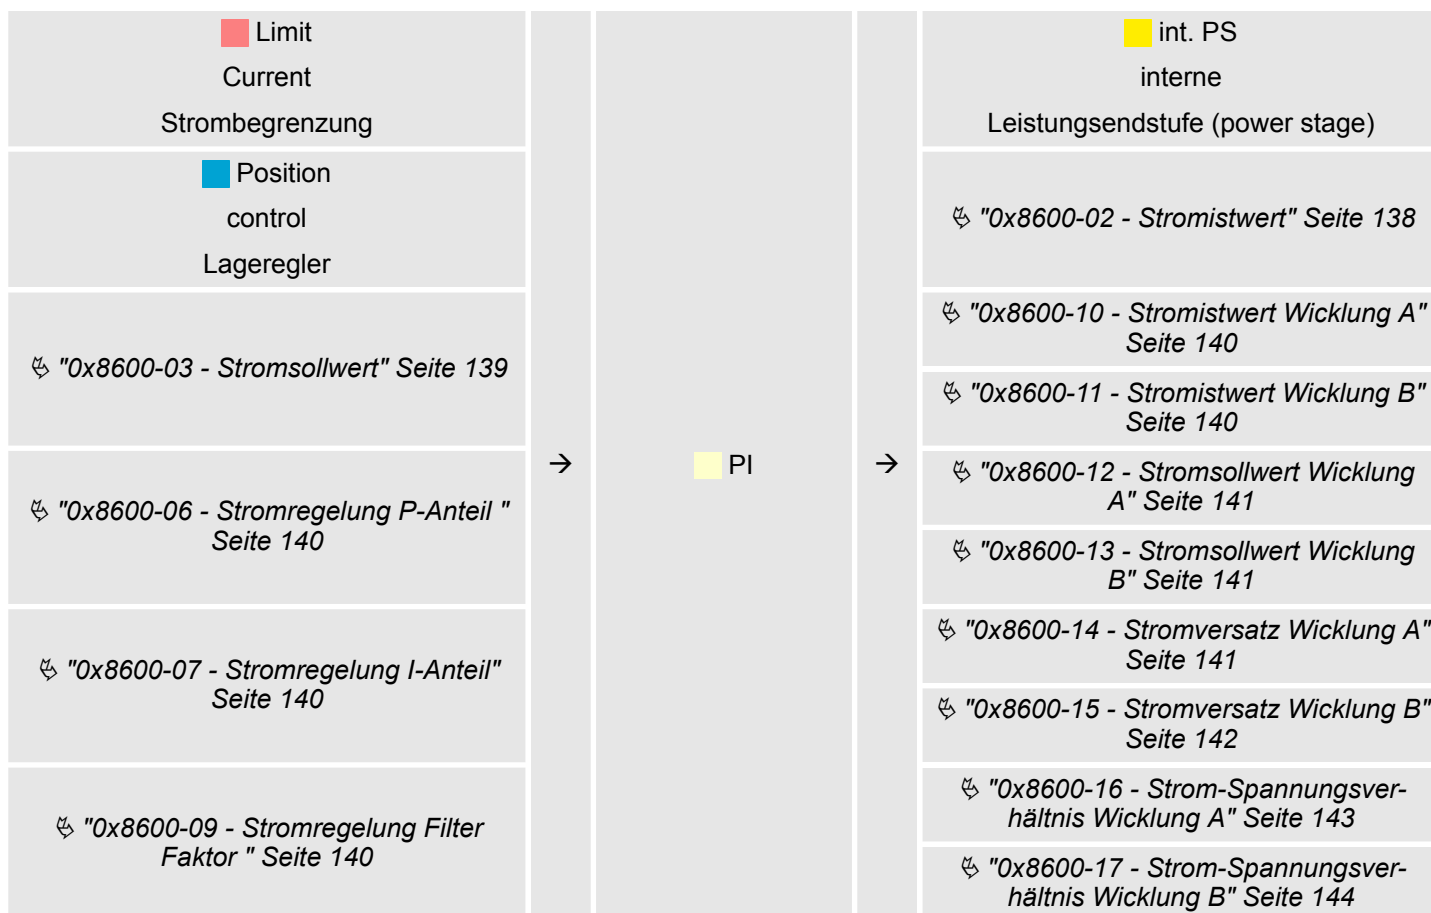 Limit
Current
Strombegrenzung
Position
control
Lageregler
"0x8600-03 - Stromsollwert" Seite 139
"0x8600-06 - Stromregelung P-Anteil "
Seite 140
"0x8600-07 - Stromregelung I-Anteil"
Seite 140
"0x8600-09 - Stromregelung Filter
Faktor " Seite 140
→
PI
→
int. PS
interne
Leistungsendstufe (power stage)
"0x8600-02 - Stromistwert" Seite 138
"0x8600-10 - Stromistwert Wicklung A"
Seite 140
"0x8600-11 - Stromistwert Wicklung B"
Seite 140
"0x8600-12 - Stromsollwert Wicklung
A" Seite 141
"0x8600-13 - Stromsollwert Wicklung
B" Seite 141
"0x8600-14 - Stromversatz Wicklung A"
Seite 141
"0x8600-15 - Stromversatz Wicklung B"
Seite 142
"0x8600-16 - Strom-Spannungsver-
hältnis Wicklung A" Seite 143
"0x8600-17 - Strom-Spannungsver-
hältnis Wicklung B" Seite 144